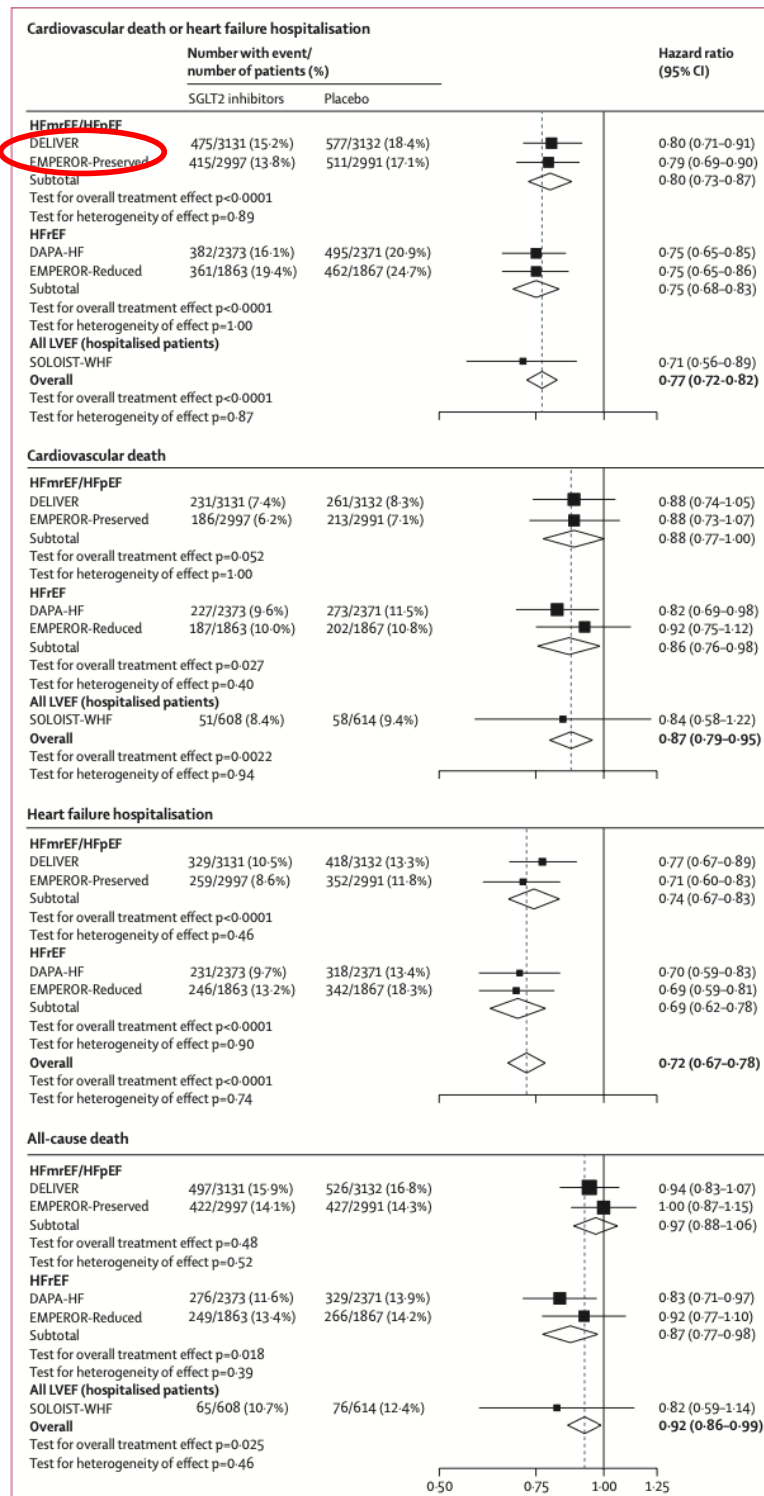 Cardiovascular death or heart failure hospitalisation
Number with event/ Hazard ratio
number of patients (%) (95% CI)
SGLT2 inhibitors Placebo
HFmrEF/HFpEF
DELIVER 475/3131 (15·2%) 577/3132 (18·4%) 0·80 (0·71–0·91)
EMPEROR-Preserved 415/2997 (13·8%) 511/2991 (17·1%) 0·79 (0·69–0·90)
Subtotal 0·80 (0·73–0·87)
Test for overall treatment effect p<0·0001
Test for heterogeneity of effect p=0·89
HFrEF
DAPA-HF 382/2373 (16·1%) 495/2371 (20·9%) 0·75 (0·65–0·85)
EMPEROR-Reduced 361/1863 (19·4%) 462/1867 (24·7%) 0·75 (0·65–0·86)
Subtotal 0·75 (0·68–0·83)
Test for overall treatment effect p<0·0001
Test for heterogeneity of effect p=1·00
All LVEF (hospitalised patients)
SOLOIST-WHF 0·71 (0·56–0·89)
Overall 0·77 (0·72–0·82)
Test for overall treatment effect p<0·0001
Test for heterogeneity of effect p=0·87
Cardiovascular death
HFmrEF/HFpEF
DELIVER 231/3131 (7·4%) 261/3132 (8·3%) 0·88 (0·74–1·05)
EMPEROR-Preserved 186/2997 (6·2%) 213/2991 (7·1%) 0·88 (0·73–1·07)
Subtotal 0·88 (0·77–1·00)
Test for overall treatment effect p=0·052
Test for heterogeneity of effect p=1·00
HFrEF
DAPA-HF 227/2373 (9·6%) 273/2371 (11·5%) 0·82 (0·69–0·98)
EMPEROR-Reduced 187/1863 (10·0%) 202/1867 (10·8%) 0·92 (0·75–1·12)
Subtotal 0·86 (0·76–0·98)
Test for overall treatment effect p=0·027
Test for heterogeneity of effect p=0·40
All LVEF (hospitalised patients)
SOLOIST-WHF 51/608 (8·4%) 58/614 (9·4%) 0·84 (0·58–1·22)
Overall 0·87 (0·79–0·95)
Test for overall treatment effect p=0·0022
Test for heterogeneity of effect p=0·94
Heart failure hospitalisation
HFmrEF/HFpEF
DELIVER 329/3131 (10·5%) 418/3132 (13·3%) 0·77 (0·67–0·89)
EMPEROR-Preserved 259/2997 (8·6%) 352/2991 (11·8%) 0·71 (0·60–0·83)
Subtotal 0·74 (0·67–0·83)
Test for overall treatment effect p<0·0001
Test for heterogeneity of effect p=0·46
HFrEF
DAPA-HF 231/2373 (9·7%) 318/2371 (13·4%) 0·70 (0·59–0·83)
EMPEROR-Reduced 246/1863 (13·2%) 342/1867 (18·3%) 0·69 (0·59–0·81)
Subtotal 0·69 (0·62–0·78)
Test for overall treatment effect p<0·0001
Test for heterogeneity of effect p=0·90
Overall 0·72 (0·67–0·78)
Test for overall treatment effect p<0·0001
Test for heterogeneity of effect p=0·74
All-cause death
HFmrEF/HFpEF
DELIVER 497/3131 (15·9%) 526/3132 (16·8%) 0·94 (0·83–1·07)
EMPEROR-Preserved 422/2997 (14·1%) 427/2991 (14·3%) 1·00 (0·87–1·15)
Subtotal 0·97 (0·88–1·06)
Test for overall treatment effect p=0·48
Test for heterogeneity of effect p=0·52
HFrEF
DAPA-HF 276/2373 (11·6%) 329/2371 (13·9%) 0·83 (0·71–0·97)
EMPEROR-Reduced 249/1863 (13·4%) 266/1867 (14·2%) 0·92 (0·77–1·10)
Subtotal 0·87 (0·77–0·98)
Test for overall treatment effect p=0·018
Test for heterogeneity of effect p=0·39
All LVEF (hospitalised patients)
SOLOIST-WHF 65/608 (10·7%) 76/614 (12·4%) 0·82 (0·59–1·14)
Overall 0·92 (0·86–0·99)
Test for overall treatment effect p=0·025
Test for heterogeneity of effect p=0·46
0·50 0·75 1·00 1·25